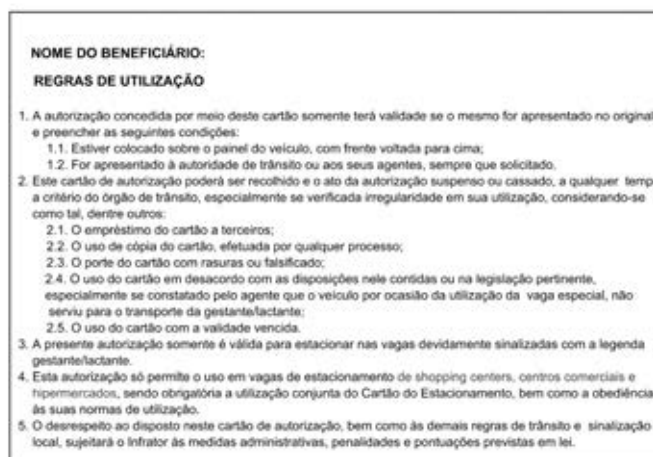 NOME DO BENEFICIÁRIO:
REGRAS DE UTILIZAÇÃO
1. A autorização concedida por meio deste cartão somente terá validade se o mesmo for apresentado no original
e preencher as seguintes condições:
1.1. Estiver colocado sobre o painel do veículo, com frente voltada para cima;
1.2. For apresentado à autoridade de trânsito ou aos seus agentes, sempre que solicitado.
2. Este cartão de autorização poderá ser recolhido e o ato da autorização suspenso ou cassado, a qualquer temp
a critério do órgão de trânsito, especialmente se verificada irregularidade em sua utilização, considerando-se
como tal, dentre outros:
2.1. O empréstimo do cartão a terceiros;
2.2. O uso de cópia do cartão, efetuada por qualquer processo;
2.3. O porte do cartão com rasuras ou falsificado;
2.4. O uso do cartão em desacordo com as disposições nele contidas ou na legislação pertinente,
especialmente se constatado pelo agente que o veículo por ocasião da utilização da vaga especial, não
serviu para o transporte da gestante/lactante;
2.5. O uso do cartão com a validade vencida.
3. A presente autorização somente é válida para estacionar nas vagas devidamente sinalizadas com a legenda
gestante/lactante.
4. Esta autorização só permite o uso em vagas de estacionamento de shopping centers, centros comerciais e
hipermercados, sendo obrigatória a utilização conjunta do Cartão do Estacionamento, bem como a obediência
às suas normas de utilização.
5. O desrespeito ao disposto neste cartão de autorização, bem como às demais regras de trânsito e sinalização
local, sujeitará o Infrator às medidas administrativas, penalidades e pontuações previstas em lei.